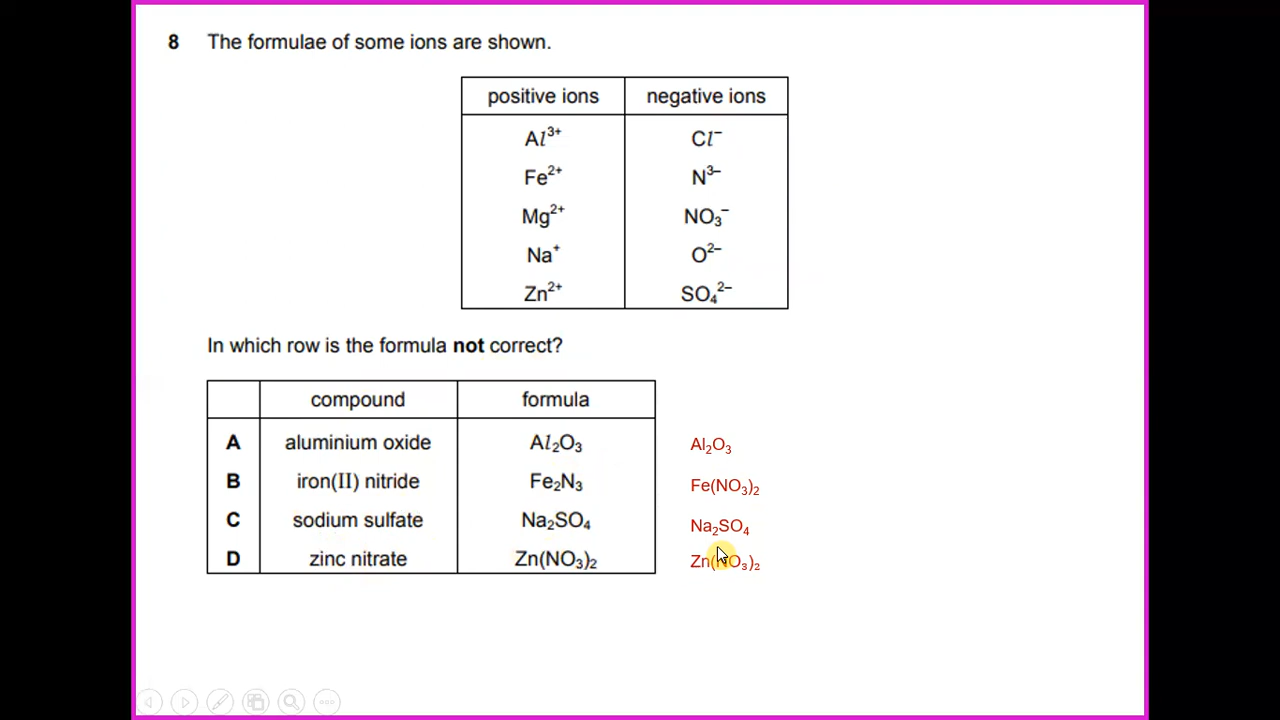 8 The formulae of some ions are shown.
positive ions negative ions
Al³⁺ Cl⁻
Fe²⁺ N³⁻
Mg²⁺ NO₃⁻
Na⁺ O²⁻
Zn²⁺ SO₄²⁻
In which row is the formula not correct?
compound formula
A aluminium oxide Al₂O₃ Al₂O₃
B iron(II) nitride Fe₂N₃ Fe(NO₃)₂
C sodium sulfate Na₂SO₄ Na₂SO₄
D zinc nitrate Zn(NO₃)₂ Zn(NO₃)₂